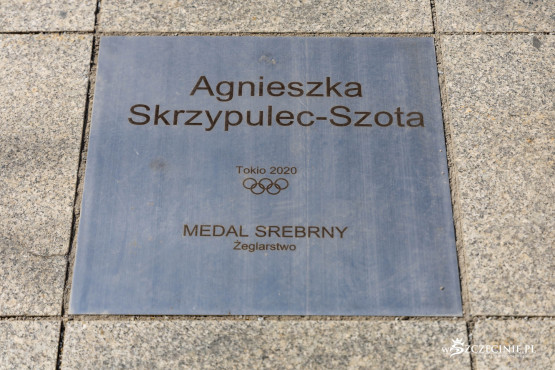 Agnieszka
Skrzypulec-Szota
Tokio 2020
MEDAL SREBRNY
Żeglarstwo
wSZCZECINIE.PL